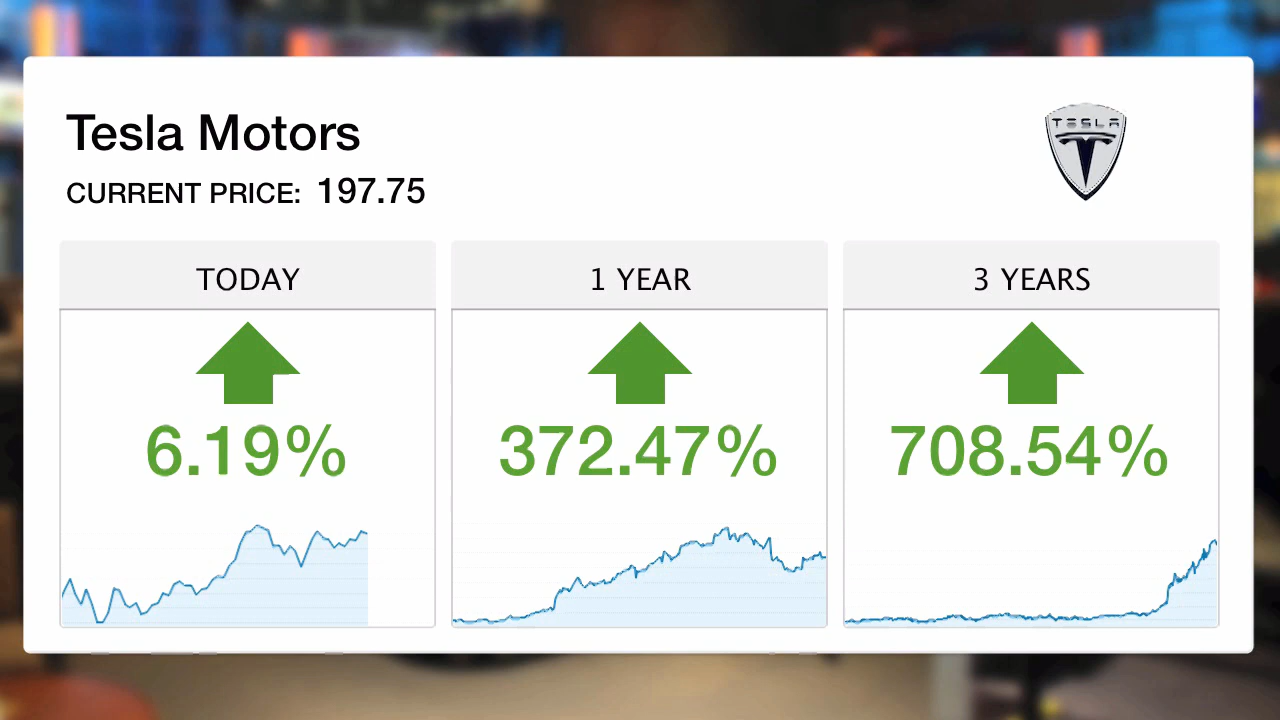 Tesla Motors
CURRENT PRICE: 197.75
TESLA
TODAY
1 YEAR
3 YEARS
6.19%
372.47%
708.54%